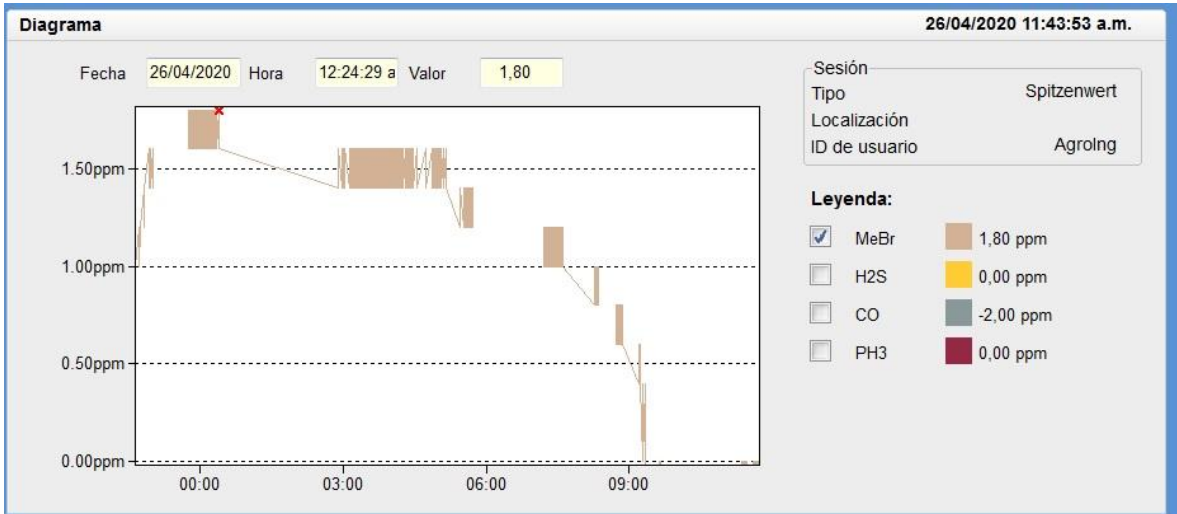 Diagrama 26/04/2020 11:43:53 a.m.
Fecha 26/04/2020 Hora 12:24:29 a Valor 1,80
Sesión
Tipo Spitzenwert
Localización
ID de usuario AgroIng
Leyenda:
MeBr 1,80 ppm
H2S 0,00 ppm
CO -2,00 ppm
PH3 0,00 ppm
1.50ppm
1.00ppm
0.50ppm
0.00ppm
00:00 03:00 06:00 09:00